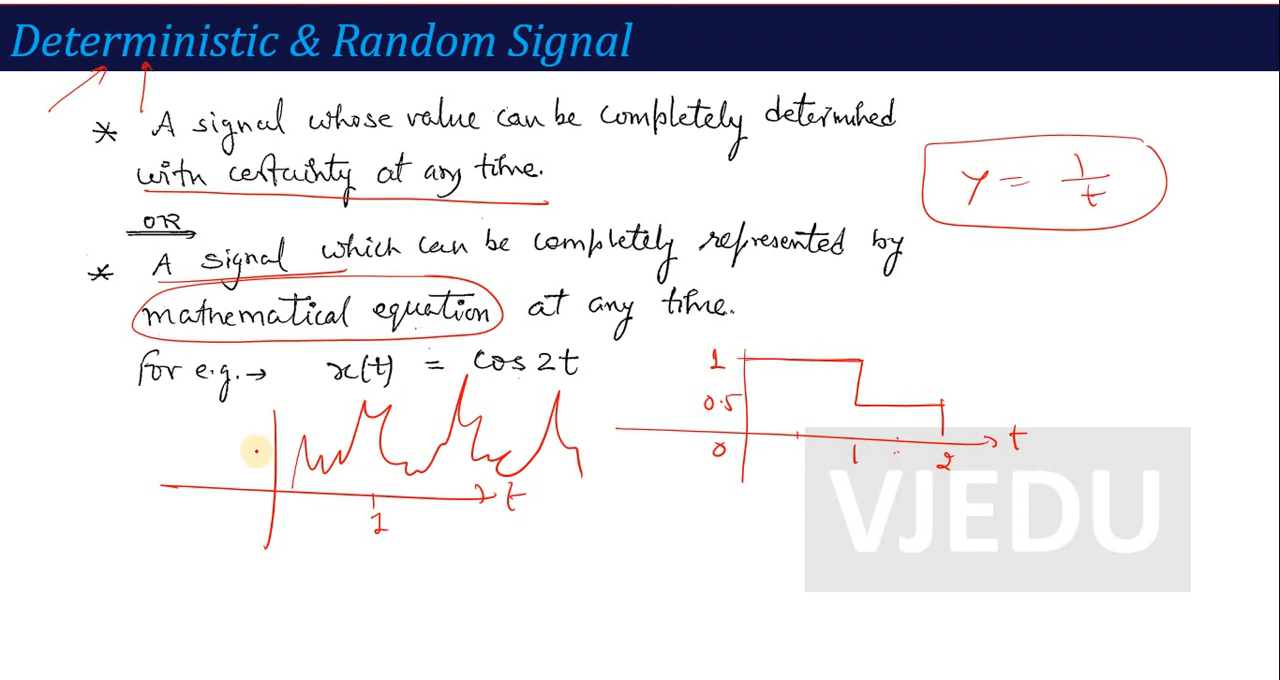 Deterministic & Random Signal
* A signal whose value can be completely determined
with certainty at any time.
y = 1/t
OR
* A signal which can be completely represented by
mathematical equation at any time.
for e.g. → x(t) = cos 2t
1
0.5
0
1
2
t
t
1
VJEDU